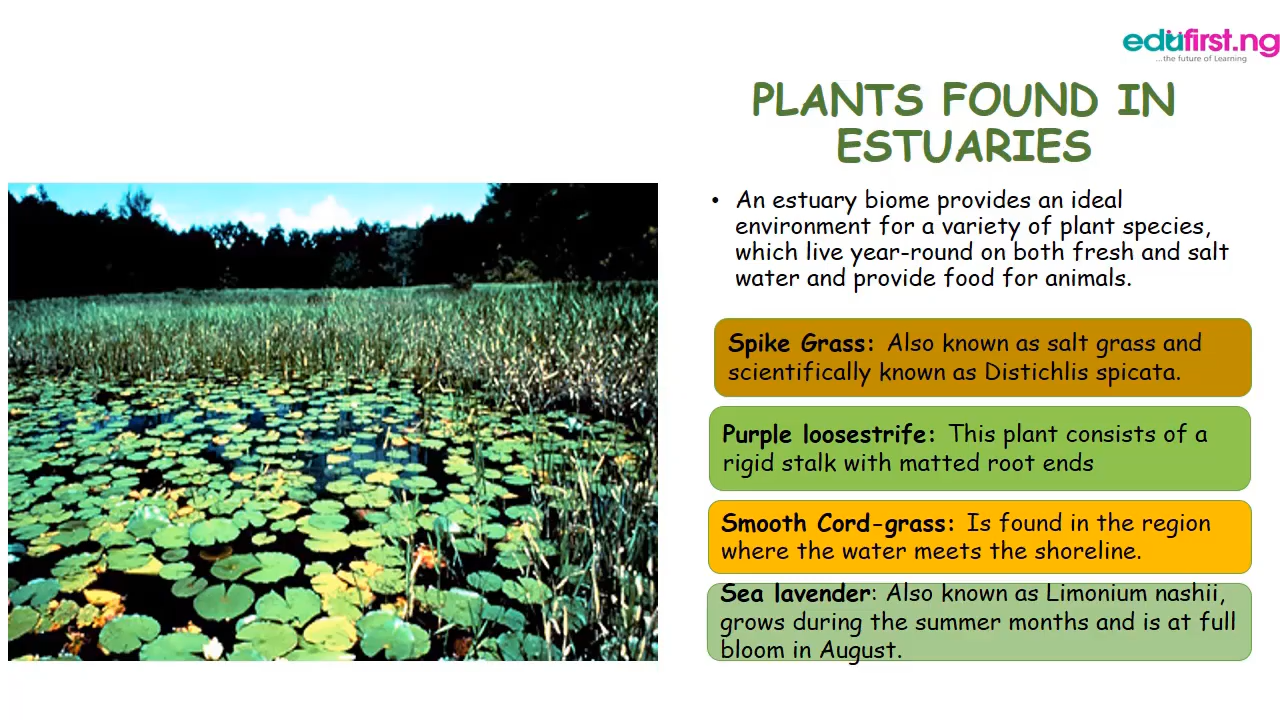 edufirst.ng
...the future of Learning
PLANTS FOUND IN
ESTUARIES
• An estuary biome provides an ideal
environment for a variety of plant species,
which live year-round on both fresh and salt
water and provide food for animals.
Spike Grass: Also known as salt grass and
scientifically known as Distichlis spicata.
Purple loosestrife: This plant consists of a
rigid stalk with matted root ends
Smooth Cord-grass: Is found in the region
where the water meets the shoreline.
Sea lavender: Also known as Limonium nashii,
grows during the summer months and is at full
bloom in August.